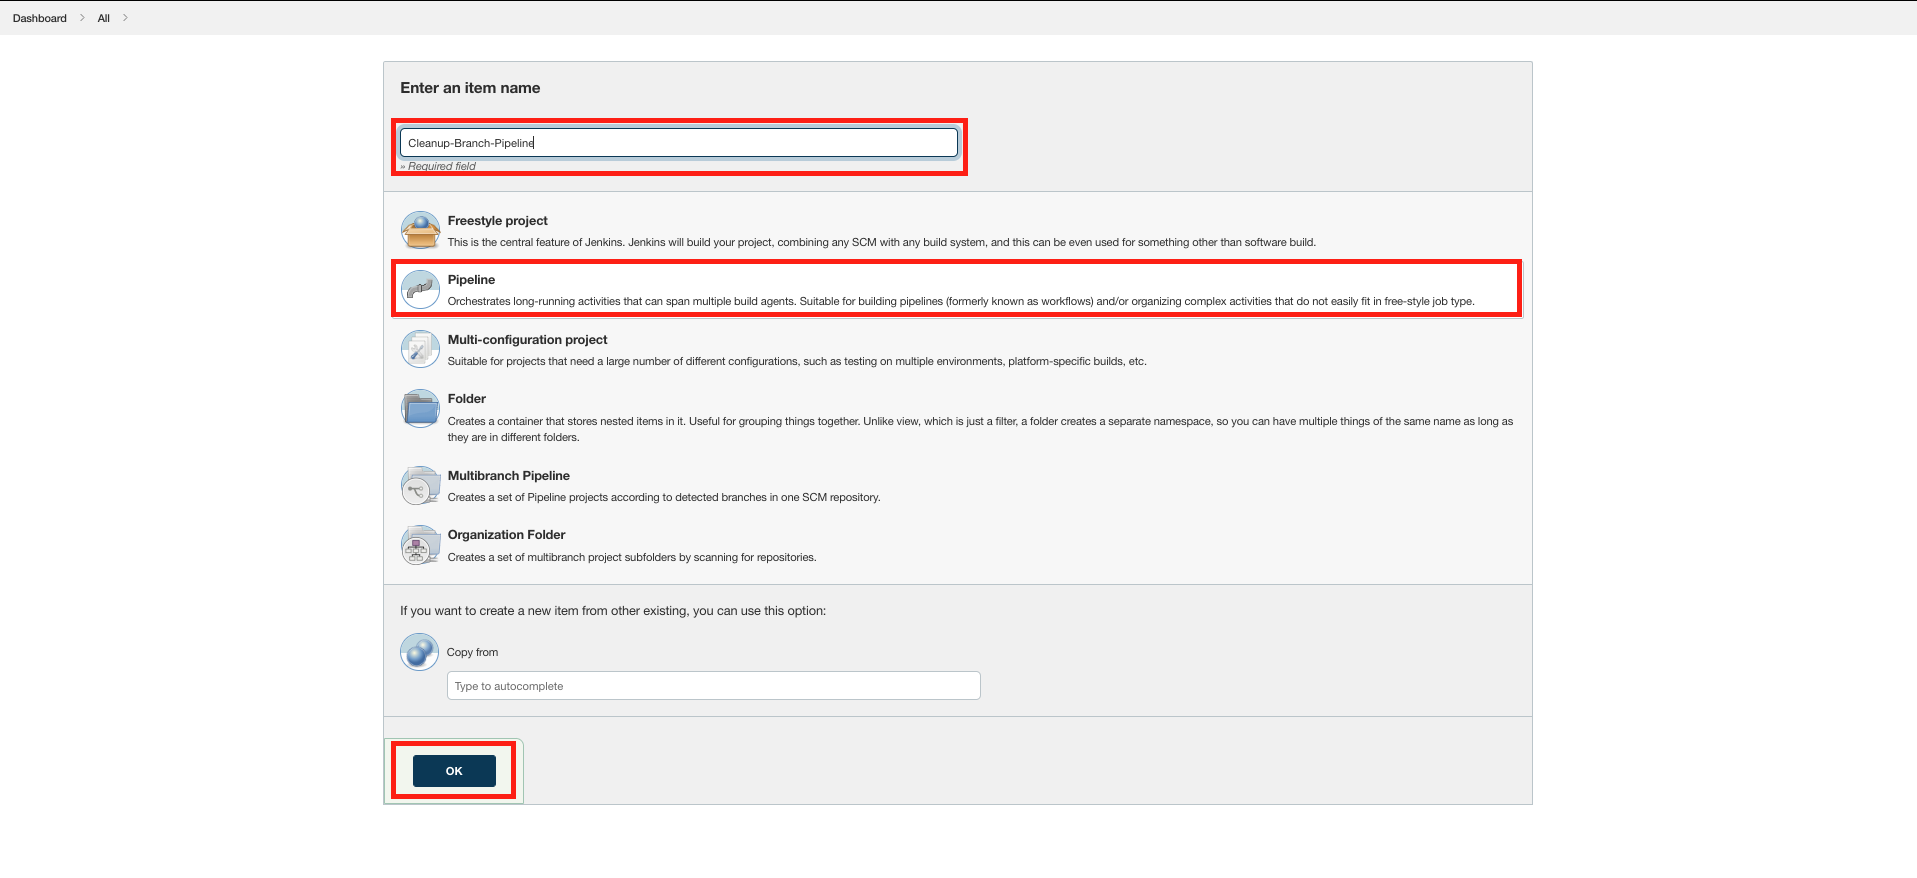 Dashboard > All >
Enter an item name
Cleanup-Branch-Pipeline
» Required field
Freestyle project
This is the central feature of Jenkins. Jenkins will build your project, combining any SCM with any build system, and this can be even used for something other than software build.
Pipeline
Orchestrates long-running activities that can span multiple build agents. Suitable for building pipelines (formerly known as workflows) and/or organizing complex activities that do not easily fit in free-style job type.
Multi-configuration project
Suitable for projects that need a large number of different configurations, such as testing on multiple environments, platform-specific builds, etc.
Folder
Creates a container that stores nested items in it. Useful for grouping things together. Unlike view, which is just a filter, a folder creates a separate namespace, so you can have multiple things of the same name as long as
they are in different folders.
Multibranch Pipeline
Creates a set of Pipeline projects according to detected branches in one SCM repository.
Organization Folder
Creates a set of multibranch project subfolders by scanning for repositories.
If you want to create a new item from other existing, you can use this option:
Copy from
Type to autocomplete
OK